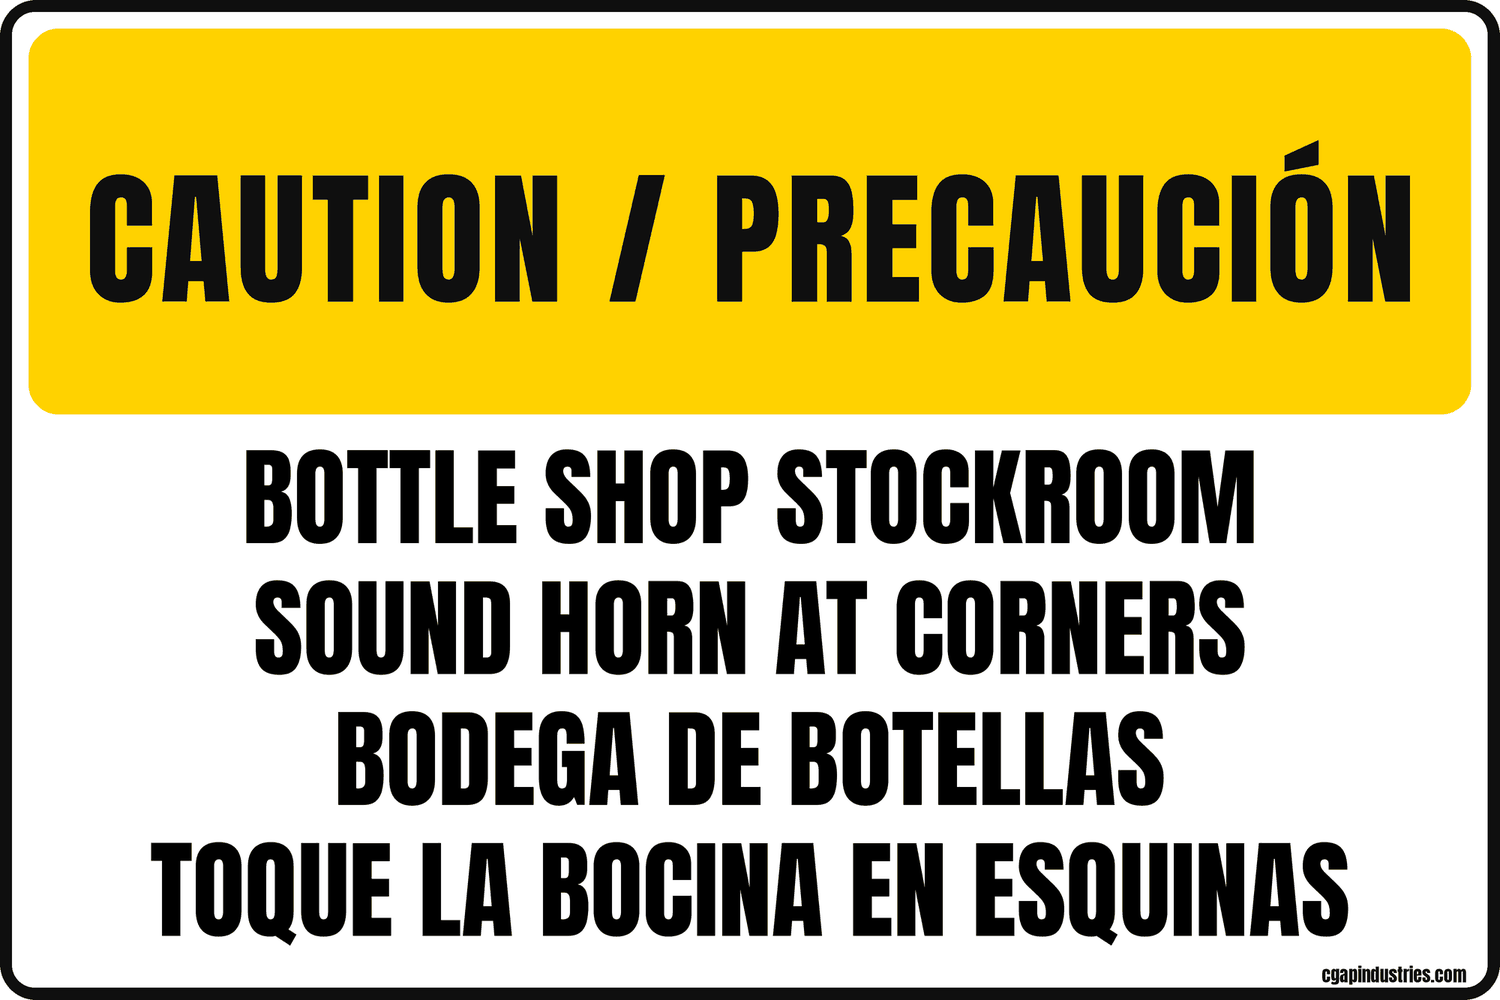 CAUTION / PRECAUCIÓN
BOTTLE SHOP STOCKROOM
SOUND HORN AT CORNERS
BODEGA DE BOTELLAS
TOQUE LA BOCINA EN ESQUINAS
cgapindustries.com